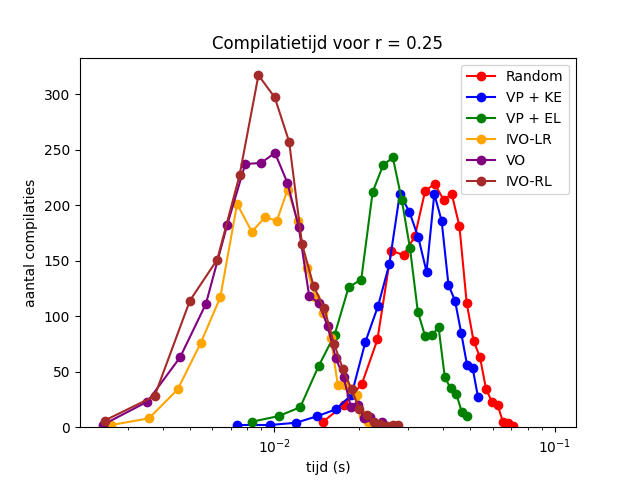 Compilatietijd voor r = 0.25
aantal compilaties
300
250
200
150
100
50
0
Random
VP + KE
VP + EL
IVO-LR
VO
IVO-RL
10⁻²
10⁻¹
tijd (s)